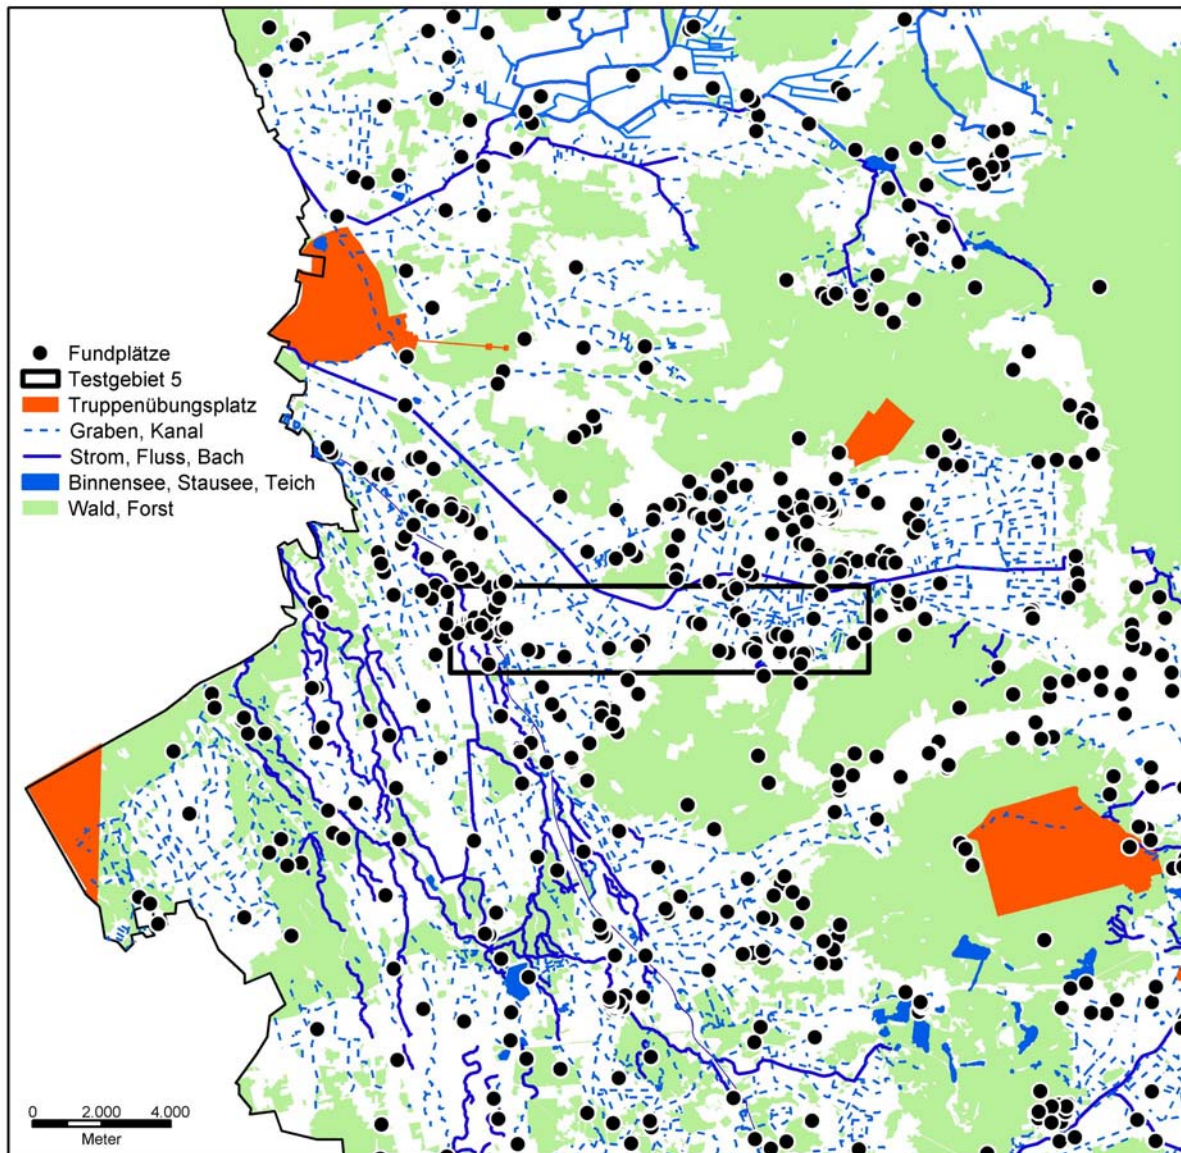 Fundplätze
Testgebiet 5
Truppenübungsplatz
Graben, Kanal
Strom, Fluss, Bach
Binnensee, Stausee, Teich
Wald, Forst
0 2.000 4.000
Meter